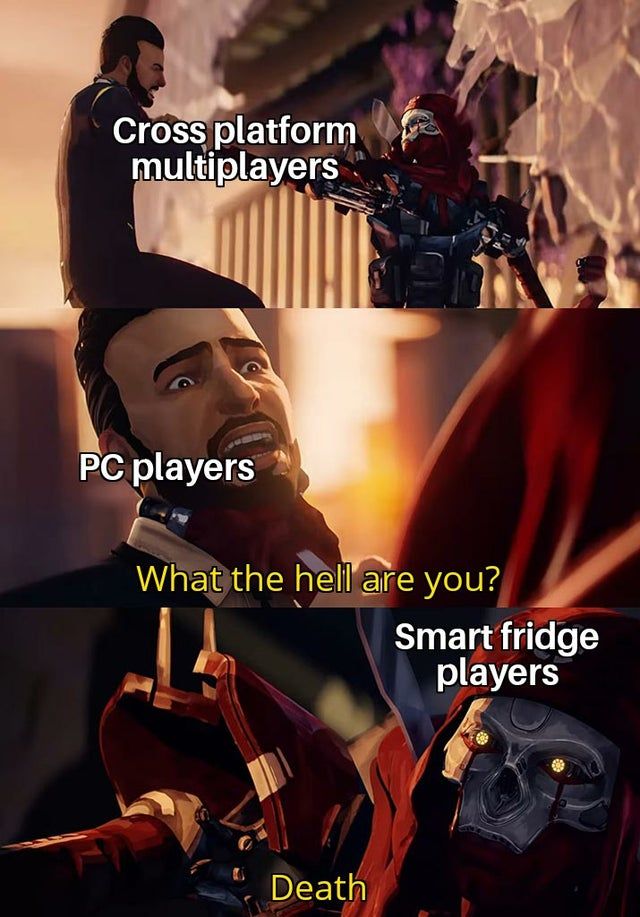 Cross platform
multiplayers
PC players
What the hell are you?
Smart fridge
players
Death